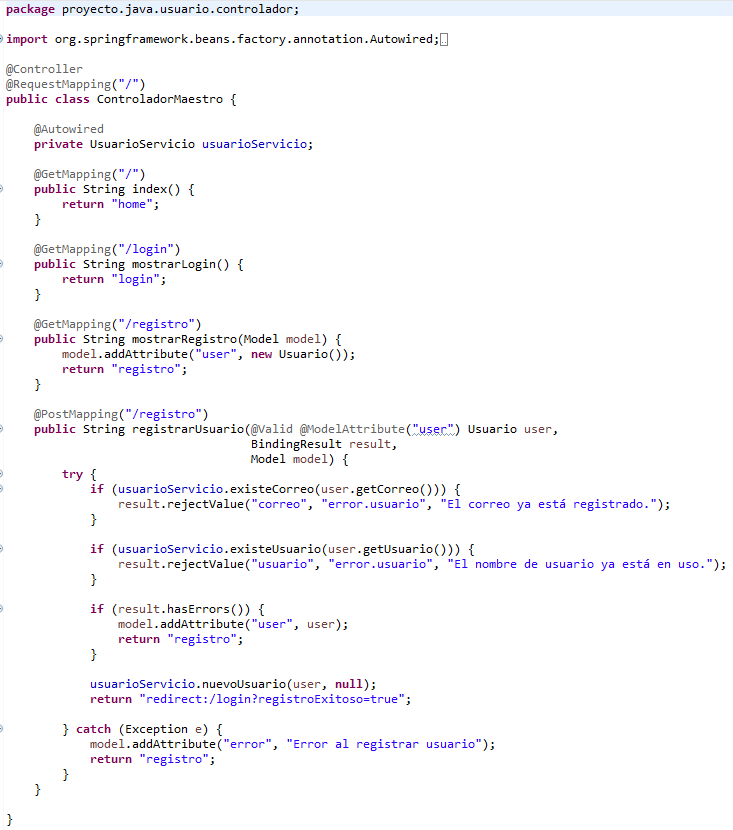 package proyecto.java.usuario.controlador;
import org.springframework.beans.factory.annotation.Autowired;
@Controller
@RequestMapping("/")
public class ControladorMaestro {
@Autowired
private UsuarioServicio usuarioServicio;
@GetMapping("/")
public String index() {
return "home";
}
@GetMapping("/login")
public String mostrarLogin() {
return "login";
}
@GetMapping("/registro")
public String mostrarRegistro(Model model) {
model.addAttribute("user", new Usuario());
return "registro";
}
@PostMapping("/registro")
public String registrarUsuario(@Valid @ModelAttribute("user") Usuario user,
BindingResult result,
Model model) {
try {
if (usuarioServicio.existeCorreo(user.getCorreo())) {
result.rejectValue("correo", "error.usuario", "El correo ya está registrado.");
}
if (usuarioServicio.existeUsuario(user.getUsuario())) {
result.rejectValue("usuario", "error.usuario", "El nombre de usuario ya está en uso.");
}
if (result.hasErrors()) {
model.addAttribute("user", user);
return "registro";
}
usuarioServicio.nuevoUsuario(user, null);
return "redirect:/login?registroExitoso=true";
} catch (Exception e) {
model.addAttribute("error", "Error al registrar usuario");
return "registro";
}
}
}